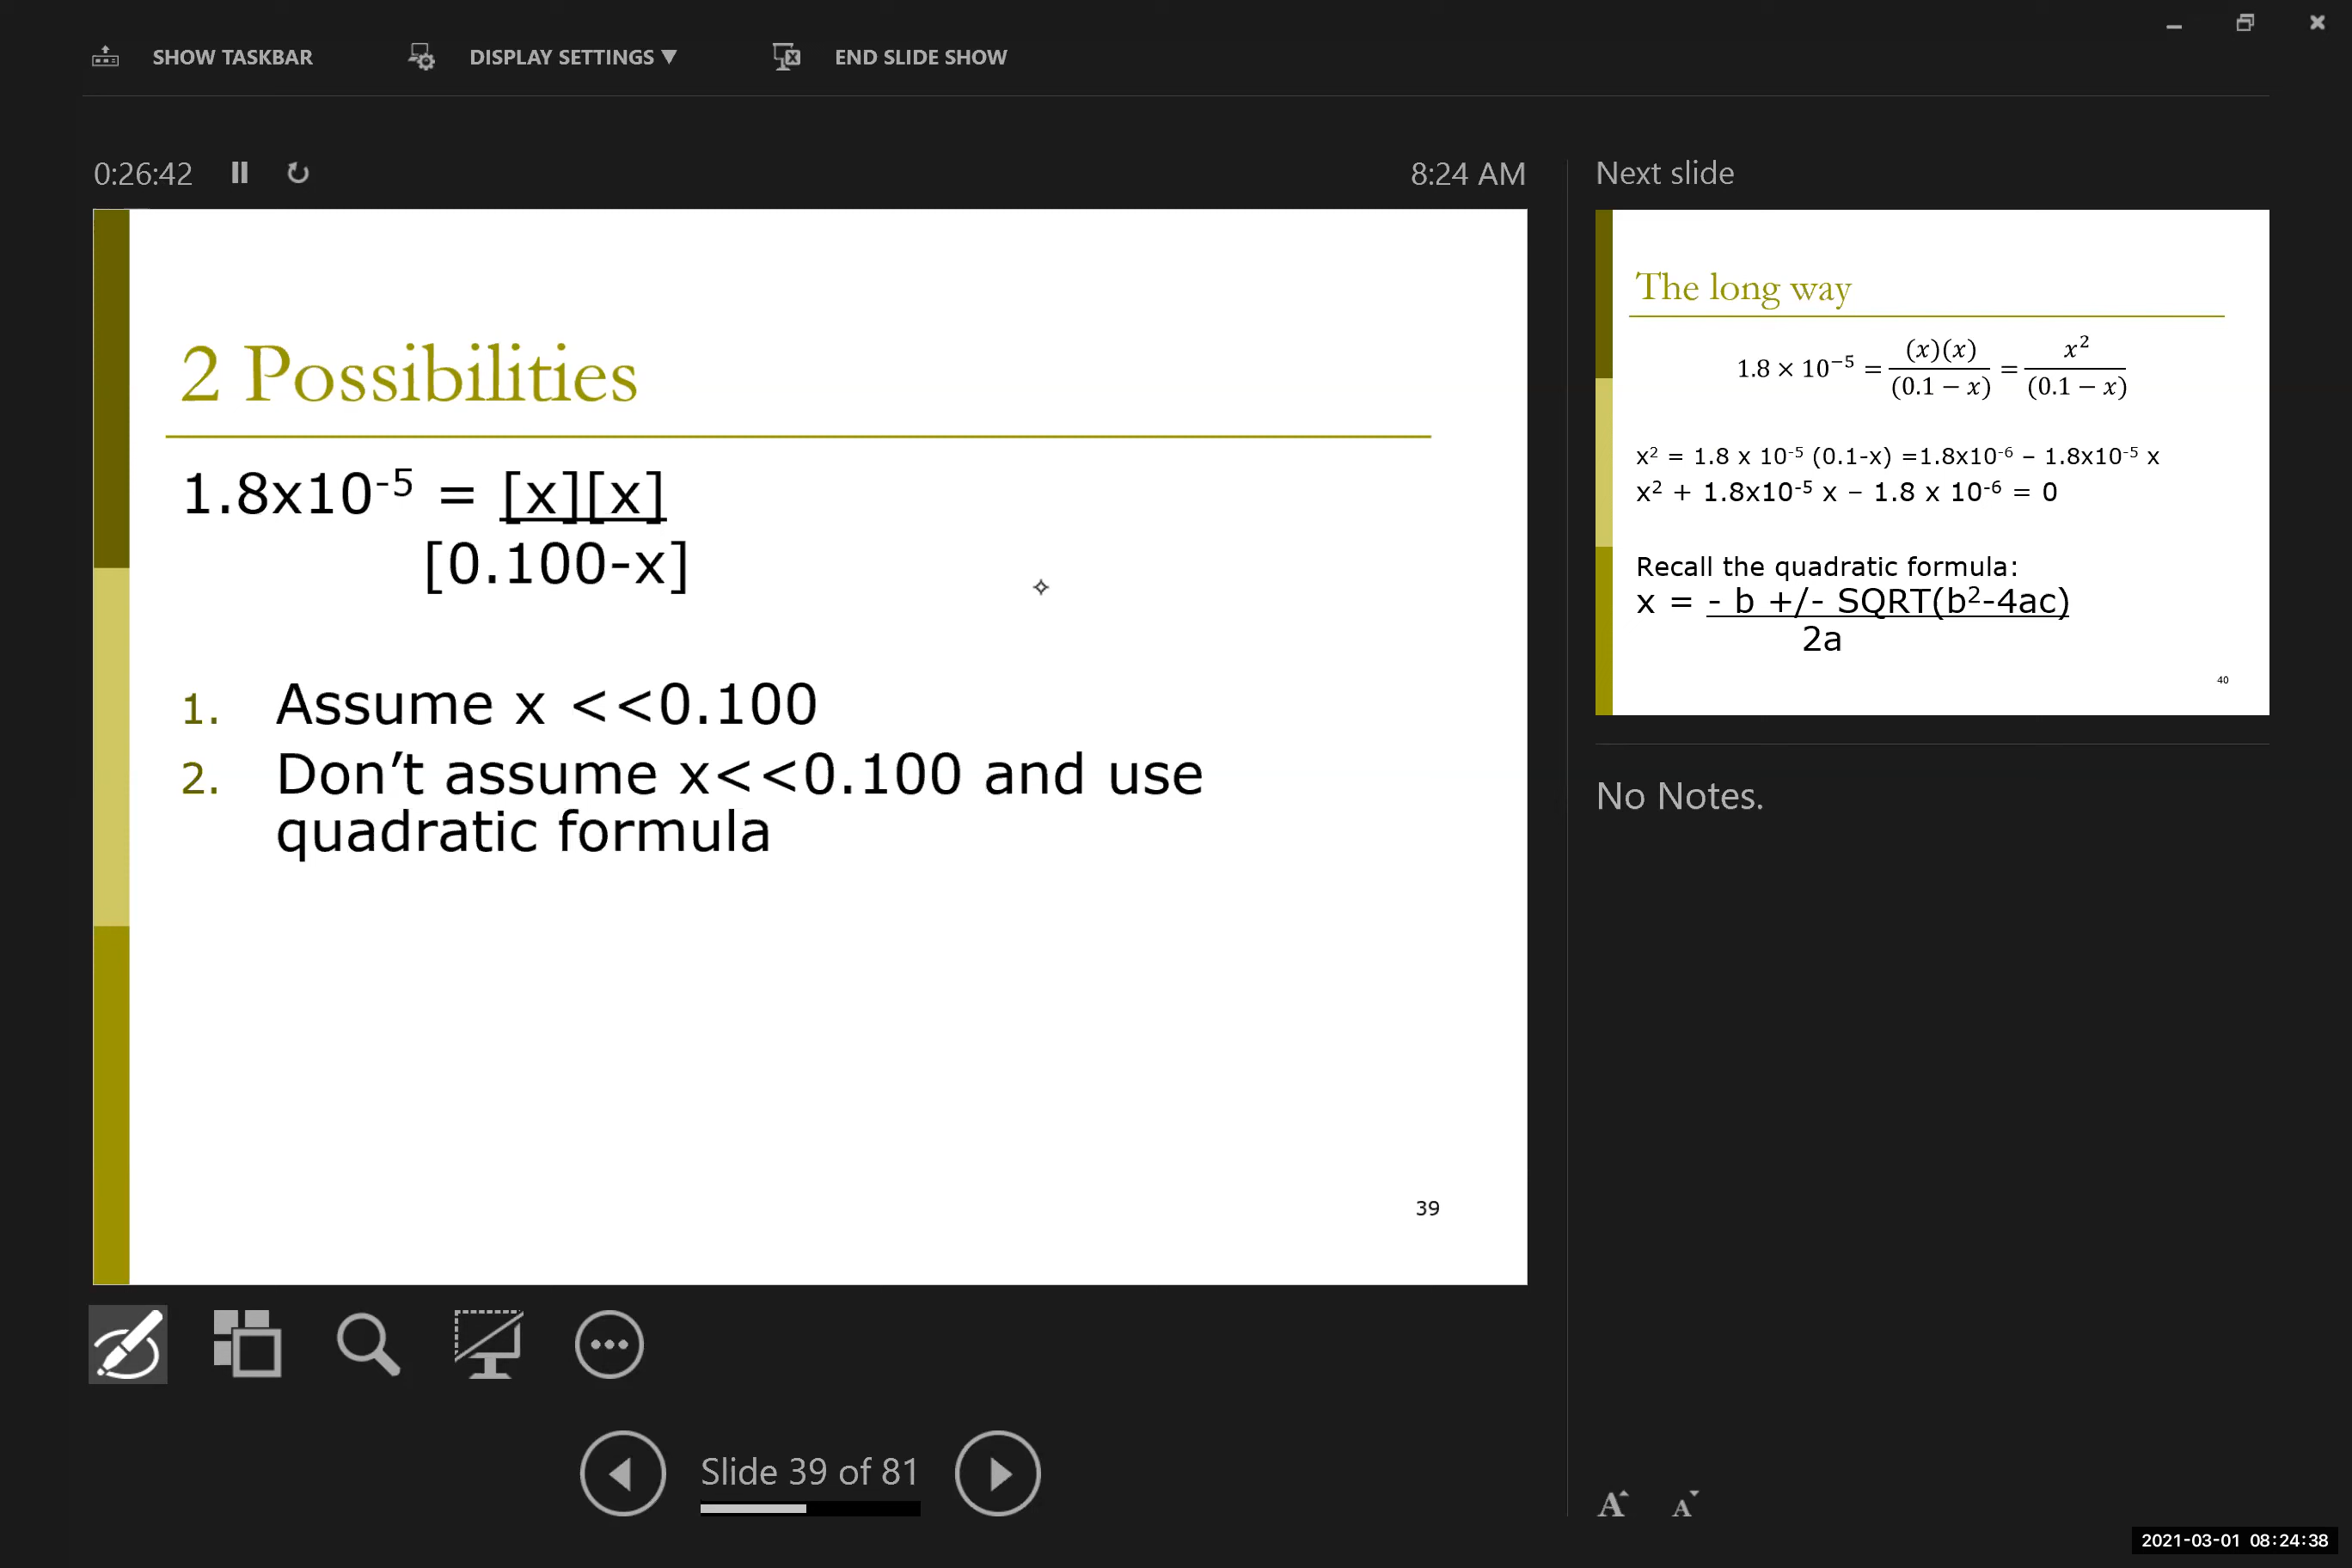 SHOW TASKBAR DISPLAY SETTINGS ▼ END SLIDE SHOW
0:26:42 8:24 AM
2 Possibilities
1.8x10⁻⁵ = [x][x]
[0.100-x]
1. Assume x <<0.100
2. Don’t assume x<<0.100 and use
quadratic formula
39
Slide 39 of 81
Next slide
The long way
1.8 × 10⁻⁵ = (x)(x) / (0.1 − x) = x² / (0.1 − x)
x² = 1.8 x 10⁻⁵ (0.1-x) =1.8x10⁻⁶ – 1.8x10⁻⁵ x
x² + 1.8x10⁻⁵ x – 1.8 x 10⁻⁶ = 0
Recall the quadratic formula:
x = - b +/- SQRT(b²-4ac)
2a
40
No Notes.
A A
2021-03-01 08:24:38